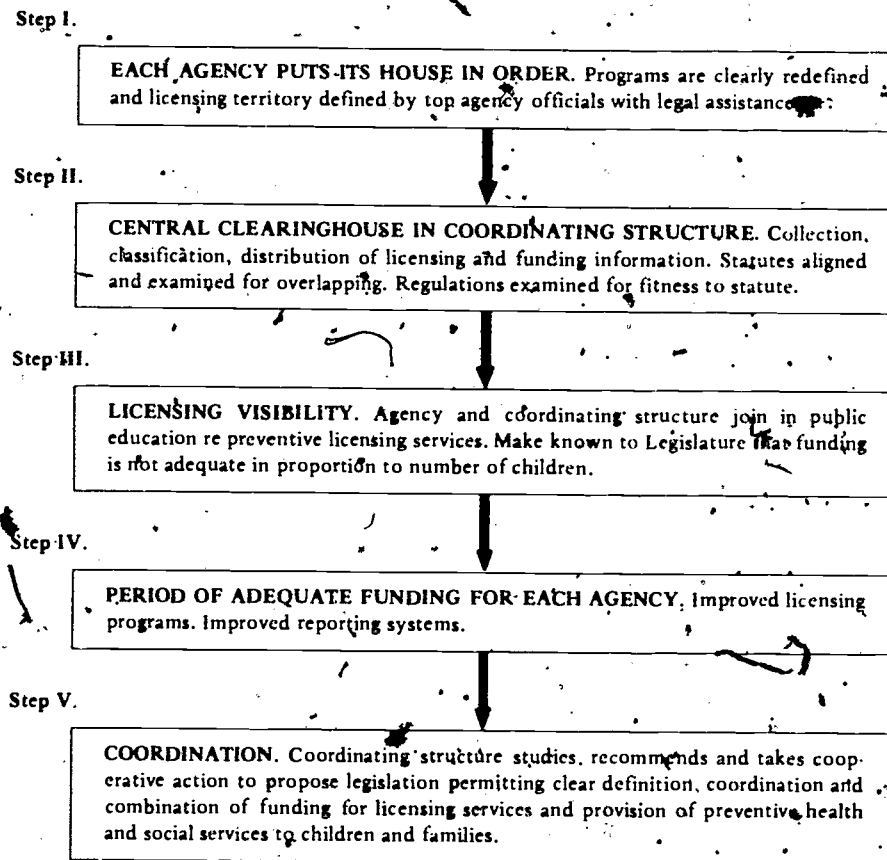 Step I.
EACH AGENCY PUTS ITS HOUSE IN ORDER. Programs are clearly redefined
and licensing territory defined by top agency officials with legal assistance
Step II.
CENTRAL CLEARINGHOUSE IN COORDINATING STRUCTURE. Collection,
classification, distribution of licensing and funding information. Statutes aligned
and examined for overlapping. Regulations examined for fitness to statute.
Step III.
LICENSING VISIBILITY. Agency and coordinating structure join in public
education re preventive licensing services. Make known to Legislature that funding
is not adequate in proportion to number of children.
Step IV.
PERIOD OF ADEQUATE FUNDING FOR EACH AGENCY. Improved licensing
programs. Improved reporting systems.
Step V.
COORDINATION. Coordinating structure studies, recommends and takes coop-
erative action to propose legislation permitting clear definition, coordination and
combination of funding for licensing services and provision of preventive health
and social services to children and families.